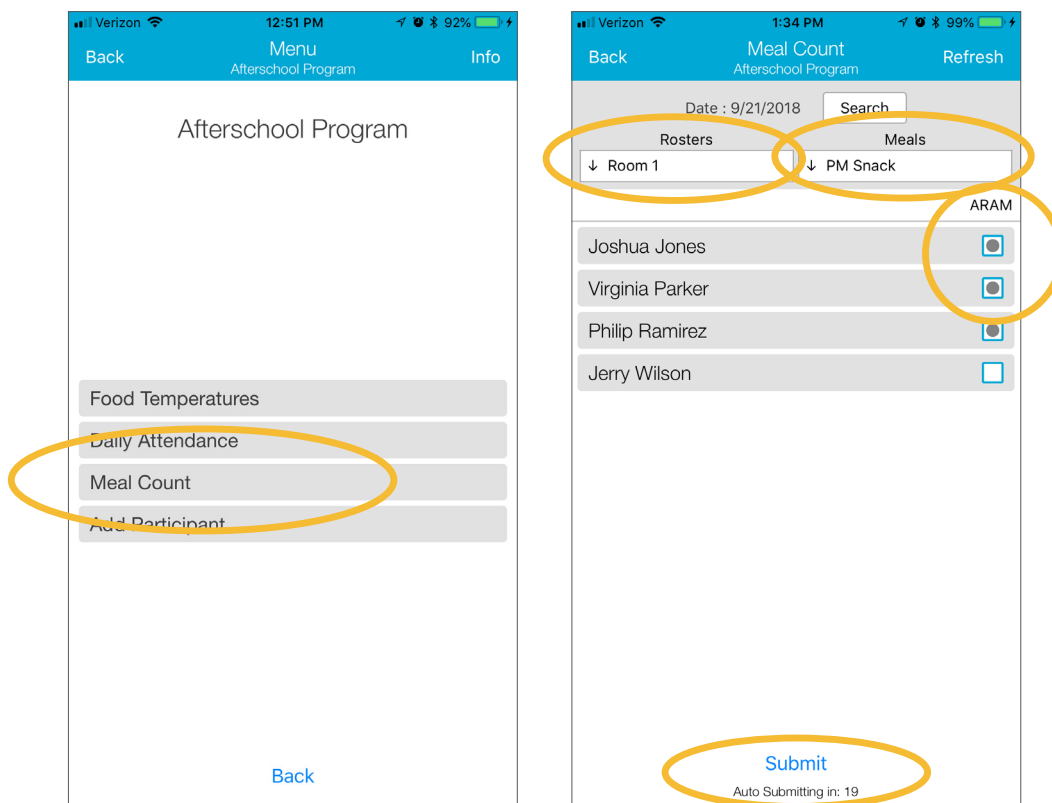 Verizon 12:51 PM 92%
Back Menu Info
Afterschool Program
Afterschool Program
Food Temperatures
Daily Attendance
Meal Count
Add Participant
Back
Verizon 1:34 PM 99%
Back Meal Count Refresh
Afterschool Program
Date : 9/21/2018 Search
Rosters Meals
↓ Room 1 ↓ PM Snack
ARAM
Joshua Jones
Virginia Parker
Philip Ramirez
Jerry Wilson
Submit
Auto Submitting in: 19